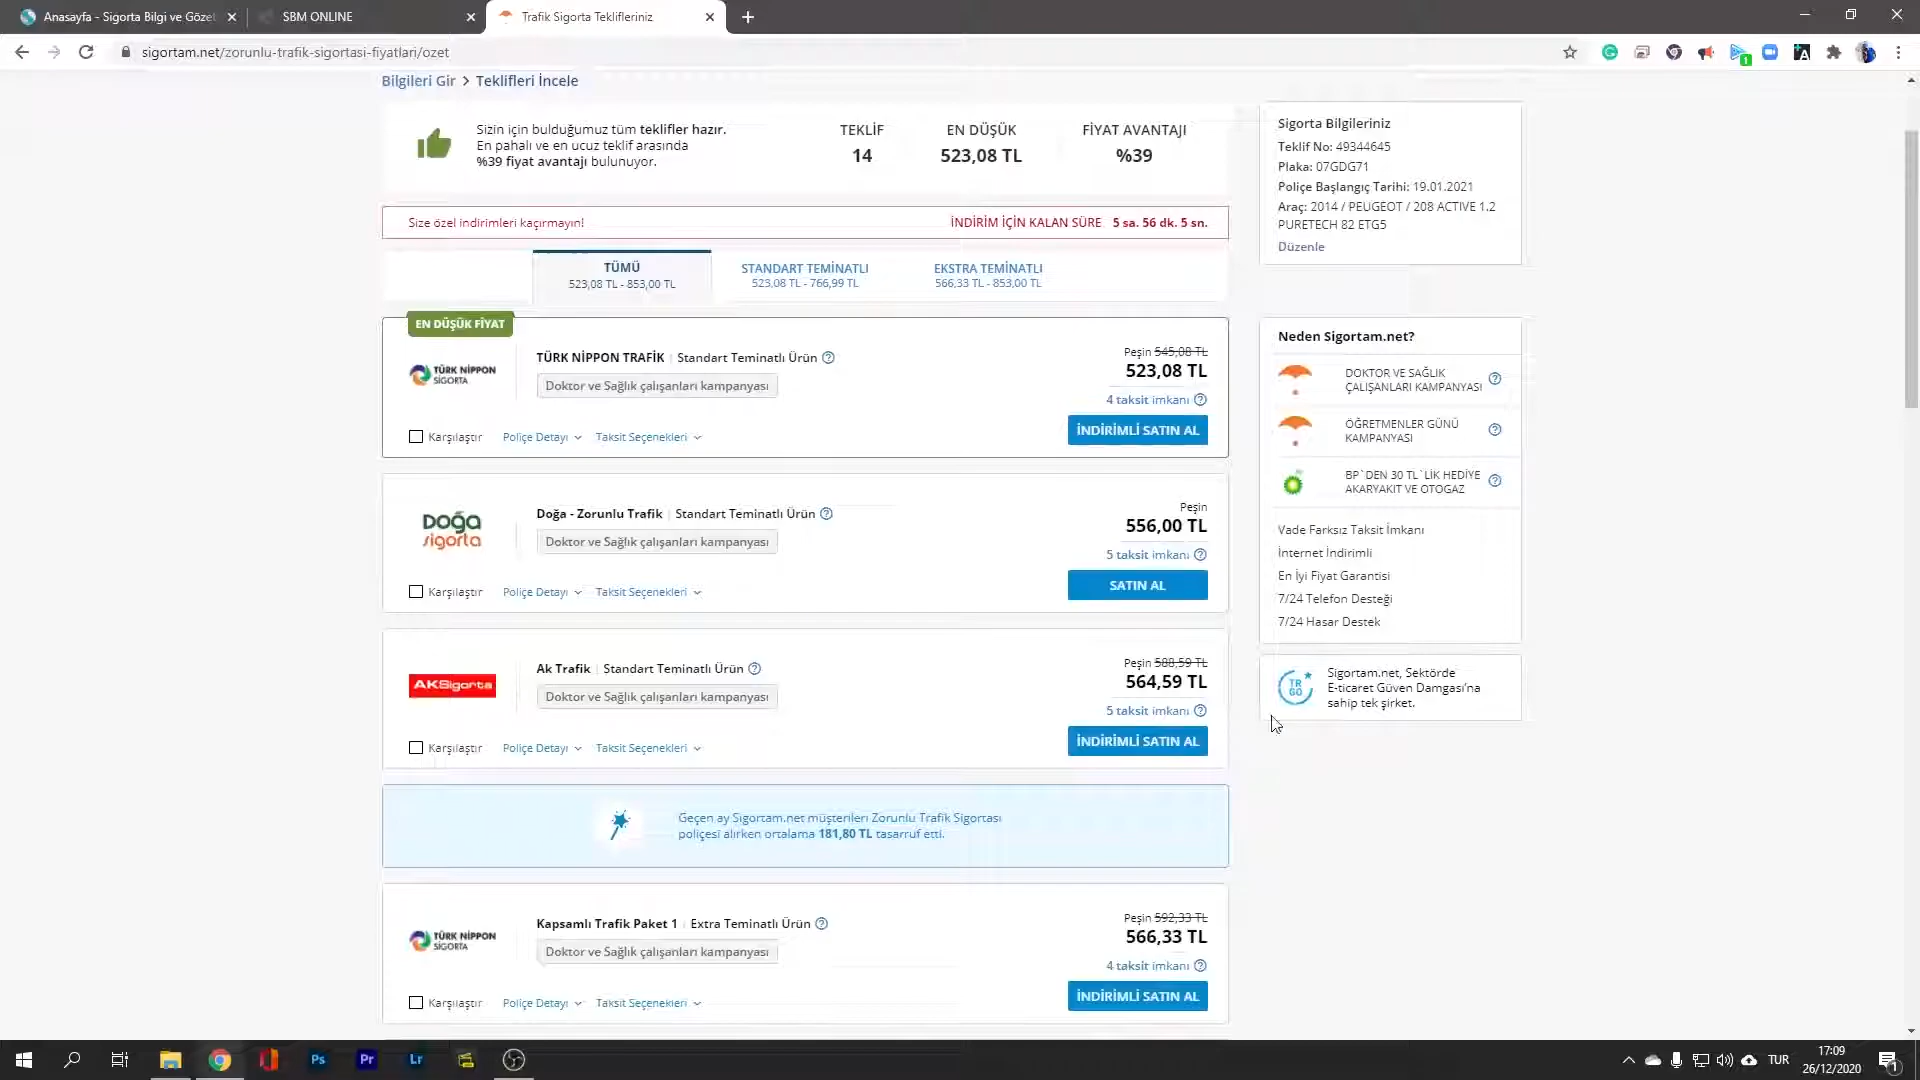 Anasayfa - Sigorta Bilgi ve Gözet
SBM ONLINE
Trafik Sigorta Teklifleriniz
sigortam.net/zorunlu-trafik-sigortasi-fiyatlari/ozet
Bilgileri Gir > Teklifleri İncele
Sizin için bulduğumuz tüm teklifler hazır.
En pahalı ve en ucuz teklif arasında
%39 fiyat avantajı bulunuyor.
TEKLİF
14
EN DÜŞÜK
523,08 TL
FİYAT AVANTAJI
%39
Size özel indirimleri kaçırmayın!
İNDİRİM İÇİN KALAN SÜRE 5 sa. 56 dk. 5 sn.
TÜMÜ
523,08 TL - 853,00 TL
STANDART TEMİNATLI
523,08 TL - 766,99 TL
EKSTRA TEMİNATLI
566,33 TL - 853,00 TL
EN DÜŞÜK FİYAT
TÜRK NİPPON
SİGORTA
TÜRK NİPPON TRAFİK | Standart Teminatlı Ürün
Doktor ve Sağlık çalışanları kampanyası
Peşin 545,08 TL
523,08 TL
4 taksit imkanı
İNDİRİMLİ SATIN AL
Karşılaştır
Poliçe Detayı
Taksit Seçenekleri
Doğa
sigorta
Doğa - Zorunlu Trafik | Standart Teminatlı Ürün
Doktor ve Sağlık çalışanları kampanyası
Peşin
556,00 TL
5 taksit imkanı
SATIN AL
Karşılaştır
Poliçe Detayı
Taksit Seçenekleri
AKSigorta
Ak Trafik | Standart Teminatlı Ürün
Doktor ve Sağlık çalışanları kampanyası
Peşin 588,59 TL
564,59 TL
5 taksit imkanı
İNDİRİMLİ SATIN AL
Karşılaştır
Poliçe Detayı
Taksit Seçenekleri
Geçen ay Sigortam.net müşterileri Zorunlu Trafik Sigortası
poliçesi alırken ortalama 181,80 TL tasarruf etti.
TÜRK NİPPON
SİGORTA
Kapsamlı Trafik Paket 1 | Extra Teminatlı Ürün
Doktor ve Sağlık çalışanları kampanyası
Peşin 592,33 TL
566,33 TL
4 taksit imkanı
İNDİRİMLİ SATIN AL
Karşılaştır
Poliçe Detayı
Taksit Seçenekleri
Sigorta Bilgileriniz
Teklif No: 49344645
Plaka: 07GDG71
Poliçe Başlangıç Tarihi: 19.01.2021
Araç: 2014 / PEUGEOT / 208 ACTIVE 1.2
PURETECH 82 ETG5
Düzenle
Neden Sigortam.net?
DOKTOR VE SAĞLIK
ÇALIŞANLARI KAMPANYASI
ÖĞRETMENLER GÜNÜ
KAMPANYASI
BP`DEN 30 TL`LİK HEDİYE
AKARYAKIT VE OTOGAZ
Vade Farksız Taksit İmkanı
İnternet İndirimli
En İyi Fiyat Garantisi
7/24 Telefon Desteği
7/24 Hasar Destek
TR
GO
Sigortam.net, Sektörde
E-ticaret Güven Damgası'na
sahip tek şirket.
Ps
Pr
Lr
TUR
17:09
26/12/2020
1